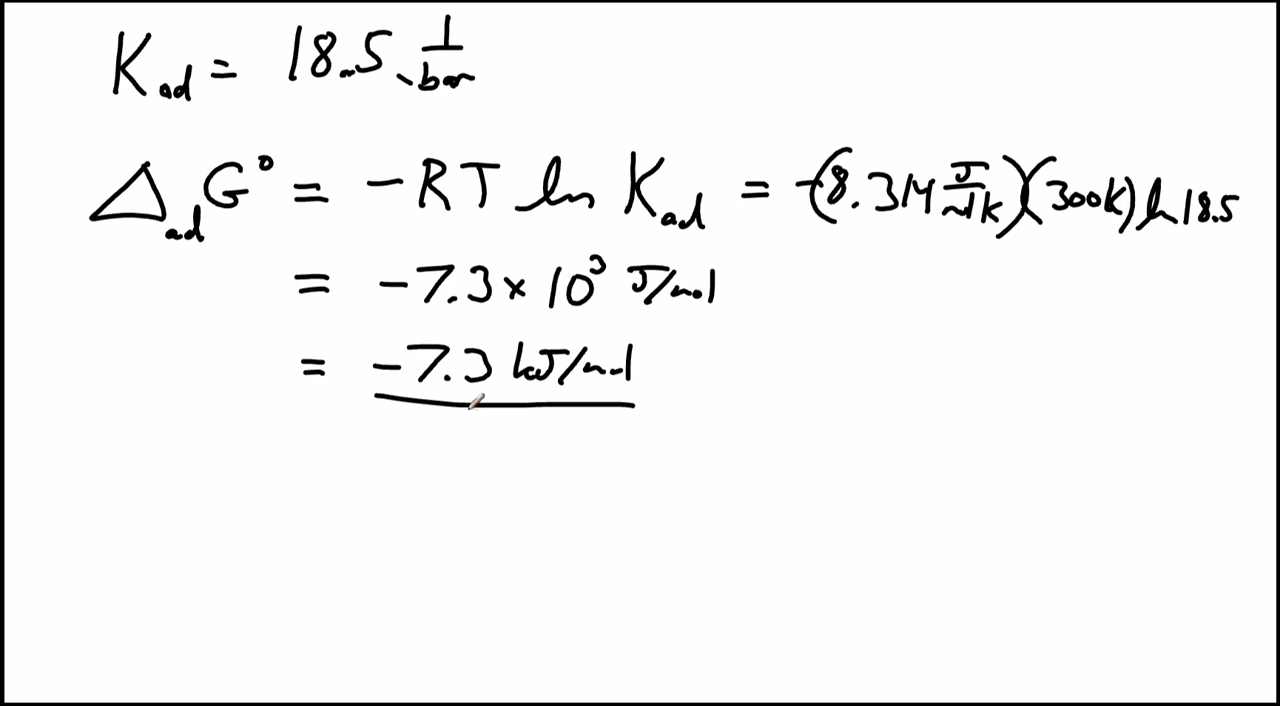 K_ad = 18.5 1/bar
Δ_ad G° = -RT ln K_ad = -(8.314 J/mol K)(300K) ln 18.5
= -7.3 × 10³ J/mol
= -7.3 kJ/mol